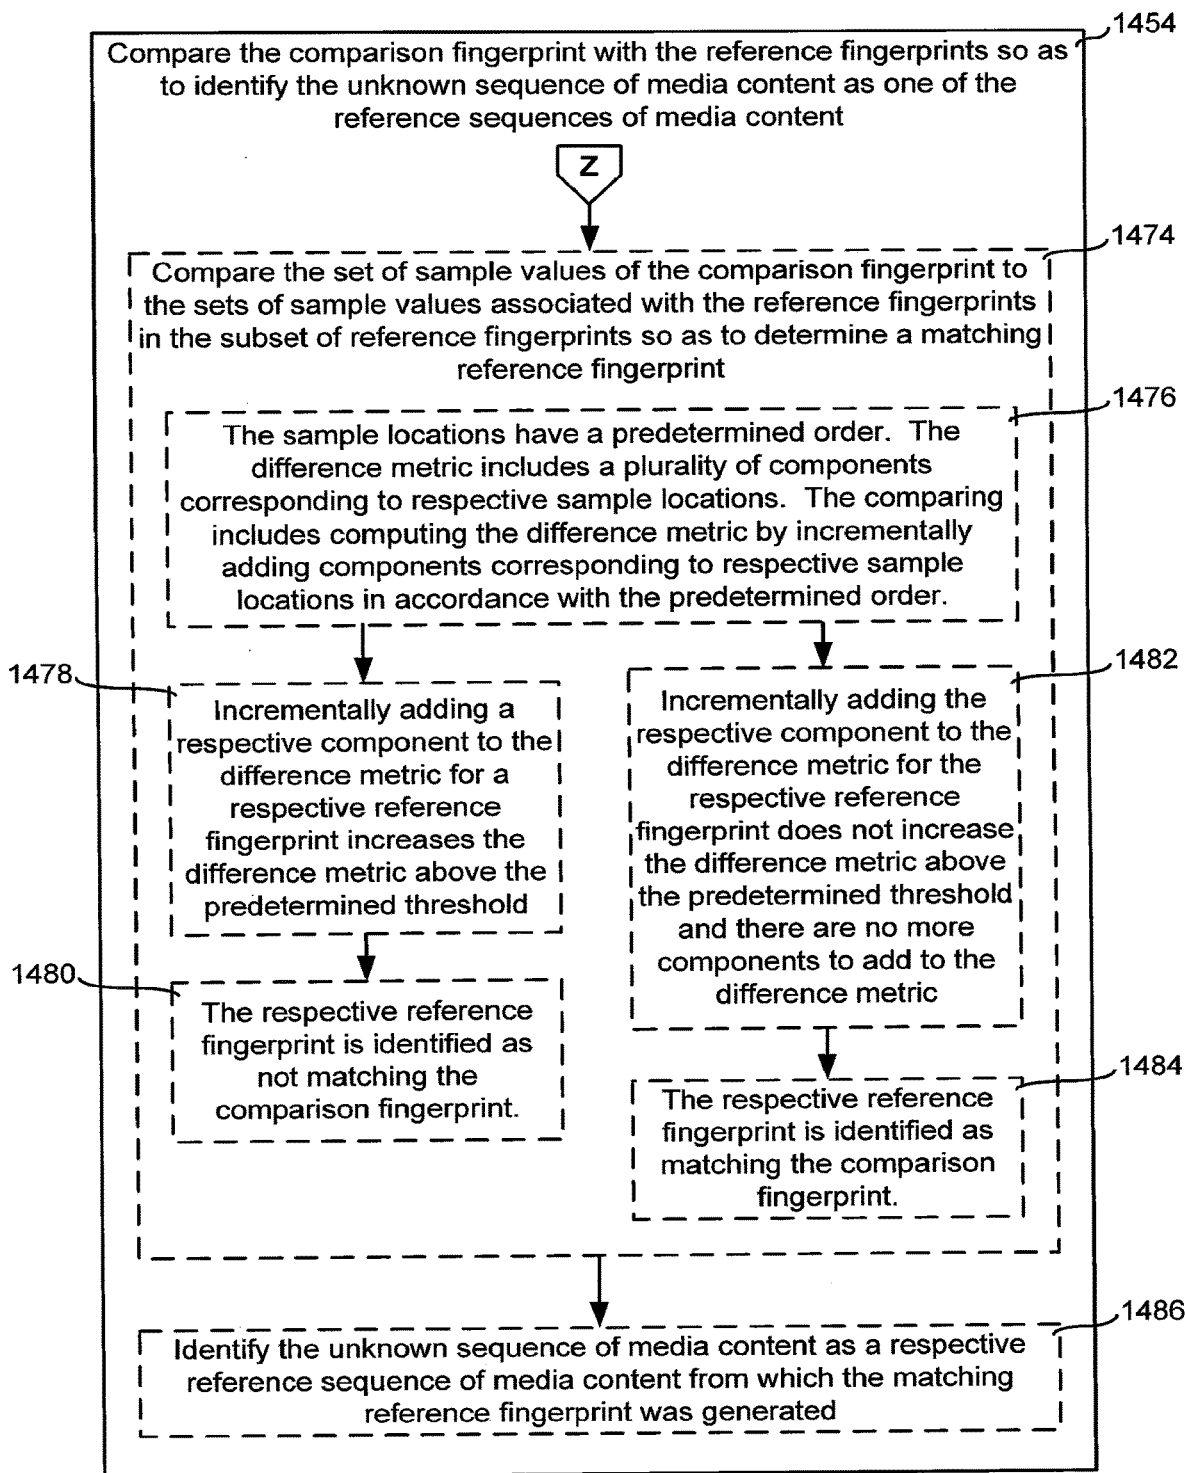 1454
Compare the comparison fingerprint with the reference fingerprints so as
to identify the unknown sequence of media content as one of the
reference sequences of media content
Z
1474
Compare the set of sample values of the comparison fingerprint to
the sets of sample values associated with the reference fingerprints
in the subset of reference fingerprints so as to determine a matching
reference fingerprint
1476
The sample locations have a predetermined order. The
difference metric includes a plurality of components
corresponding to respective sample locations. The comparing
includes computing the difference metric by incrementally
adding components corresponding to respective sample
locations in accordance with the predetermined order.
1478
Incrementally adding a
respective component to the
difference metric for a
respective reference
fingerprint increases the
difference metric above the
predetermined threshold
1480
The respective reference
fingerprint is identified as
not matching the
comparison fingerprint.
1482
Incrementally adding the
respective component to the
difference metric for the
respective reference
fingerprint does not increase
the difference metric above
the predetermined threshold
and there are no more
components to add to the
difference metric
1484
The respective reference
fingerprint is identified as
matching the comparison
fingerprint.
1486
Identify the unknown sequence of media content as a respective
reference sequence of media content from which the matching
reference fingerprint was generated